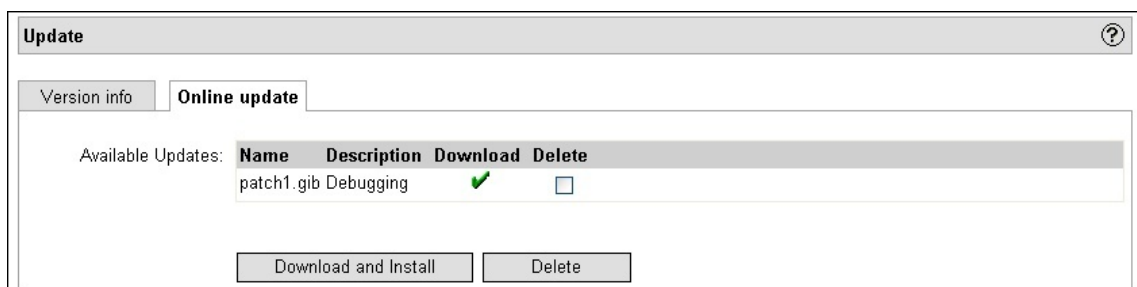 Update
?
Version info Online update
Available Updates: Name Description Download Delete
patch1.gib Debugging
Download and Install Delete